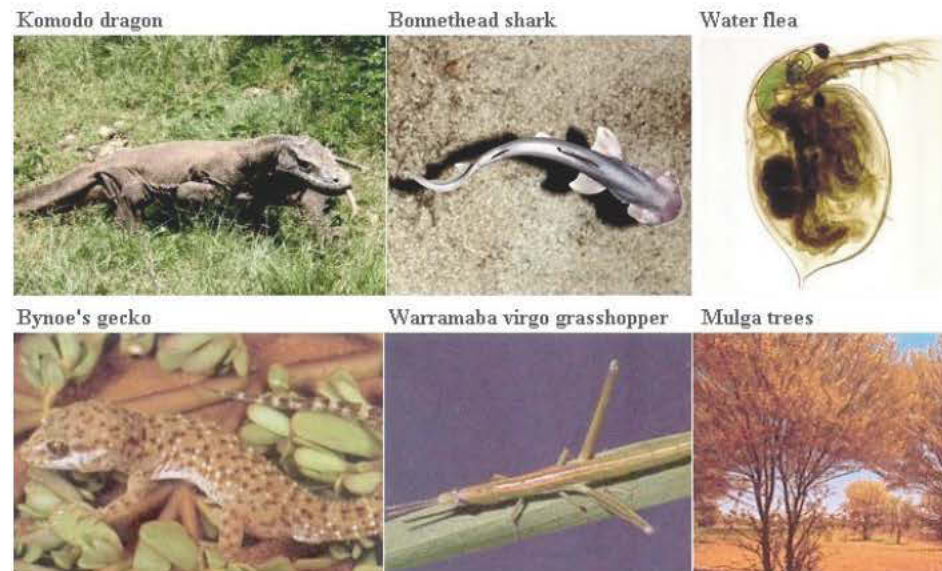 Komodo dragon
Bonnethead shark
Water flea
Bynoe's gecko
Warramaba virgo grasshopper
Mulga trees